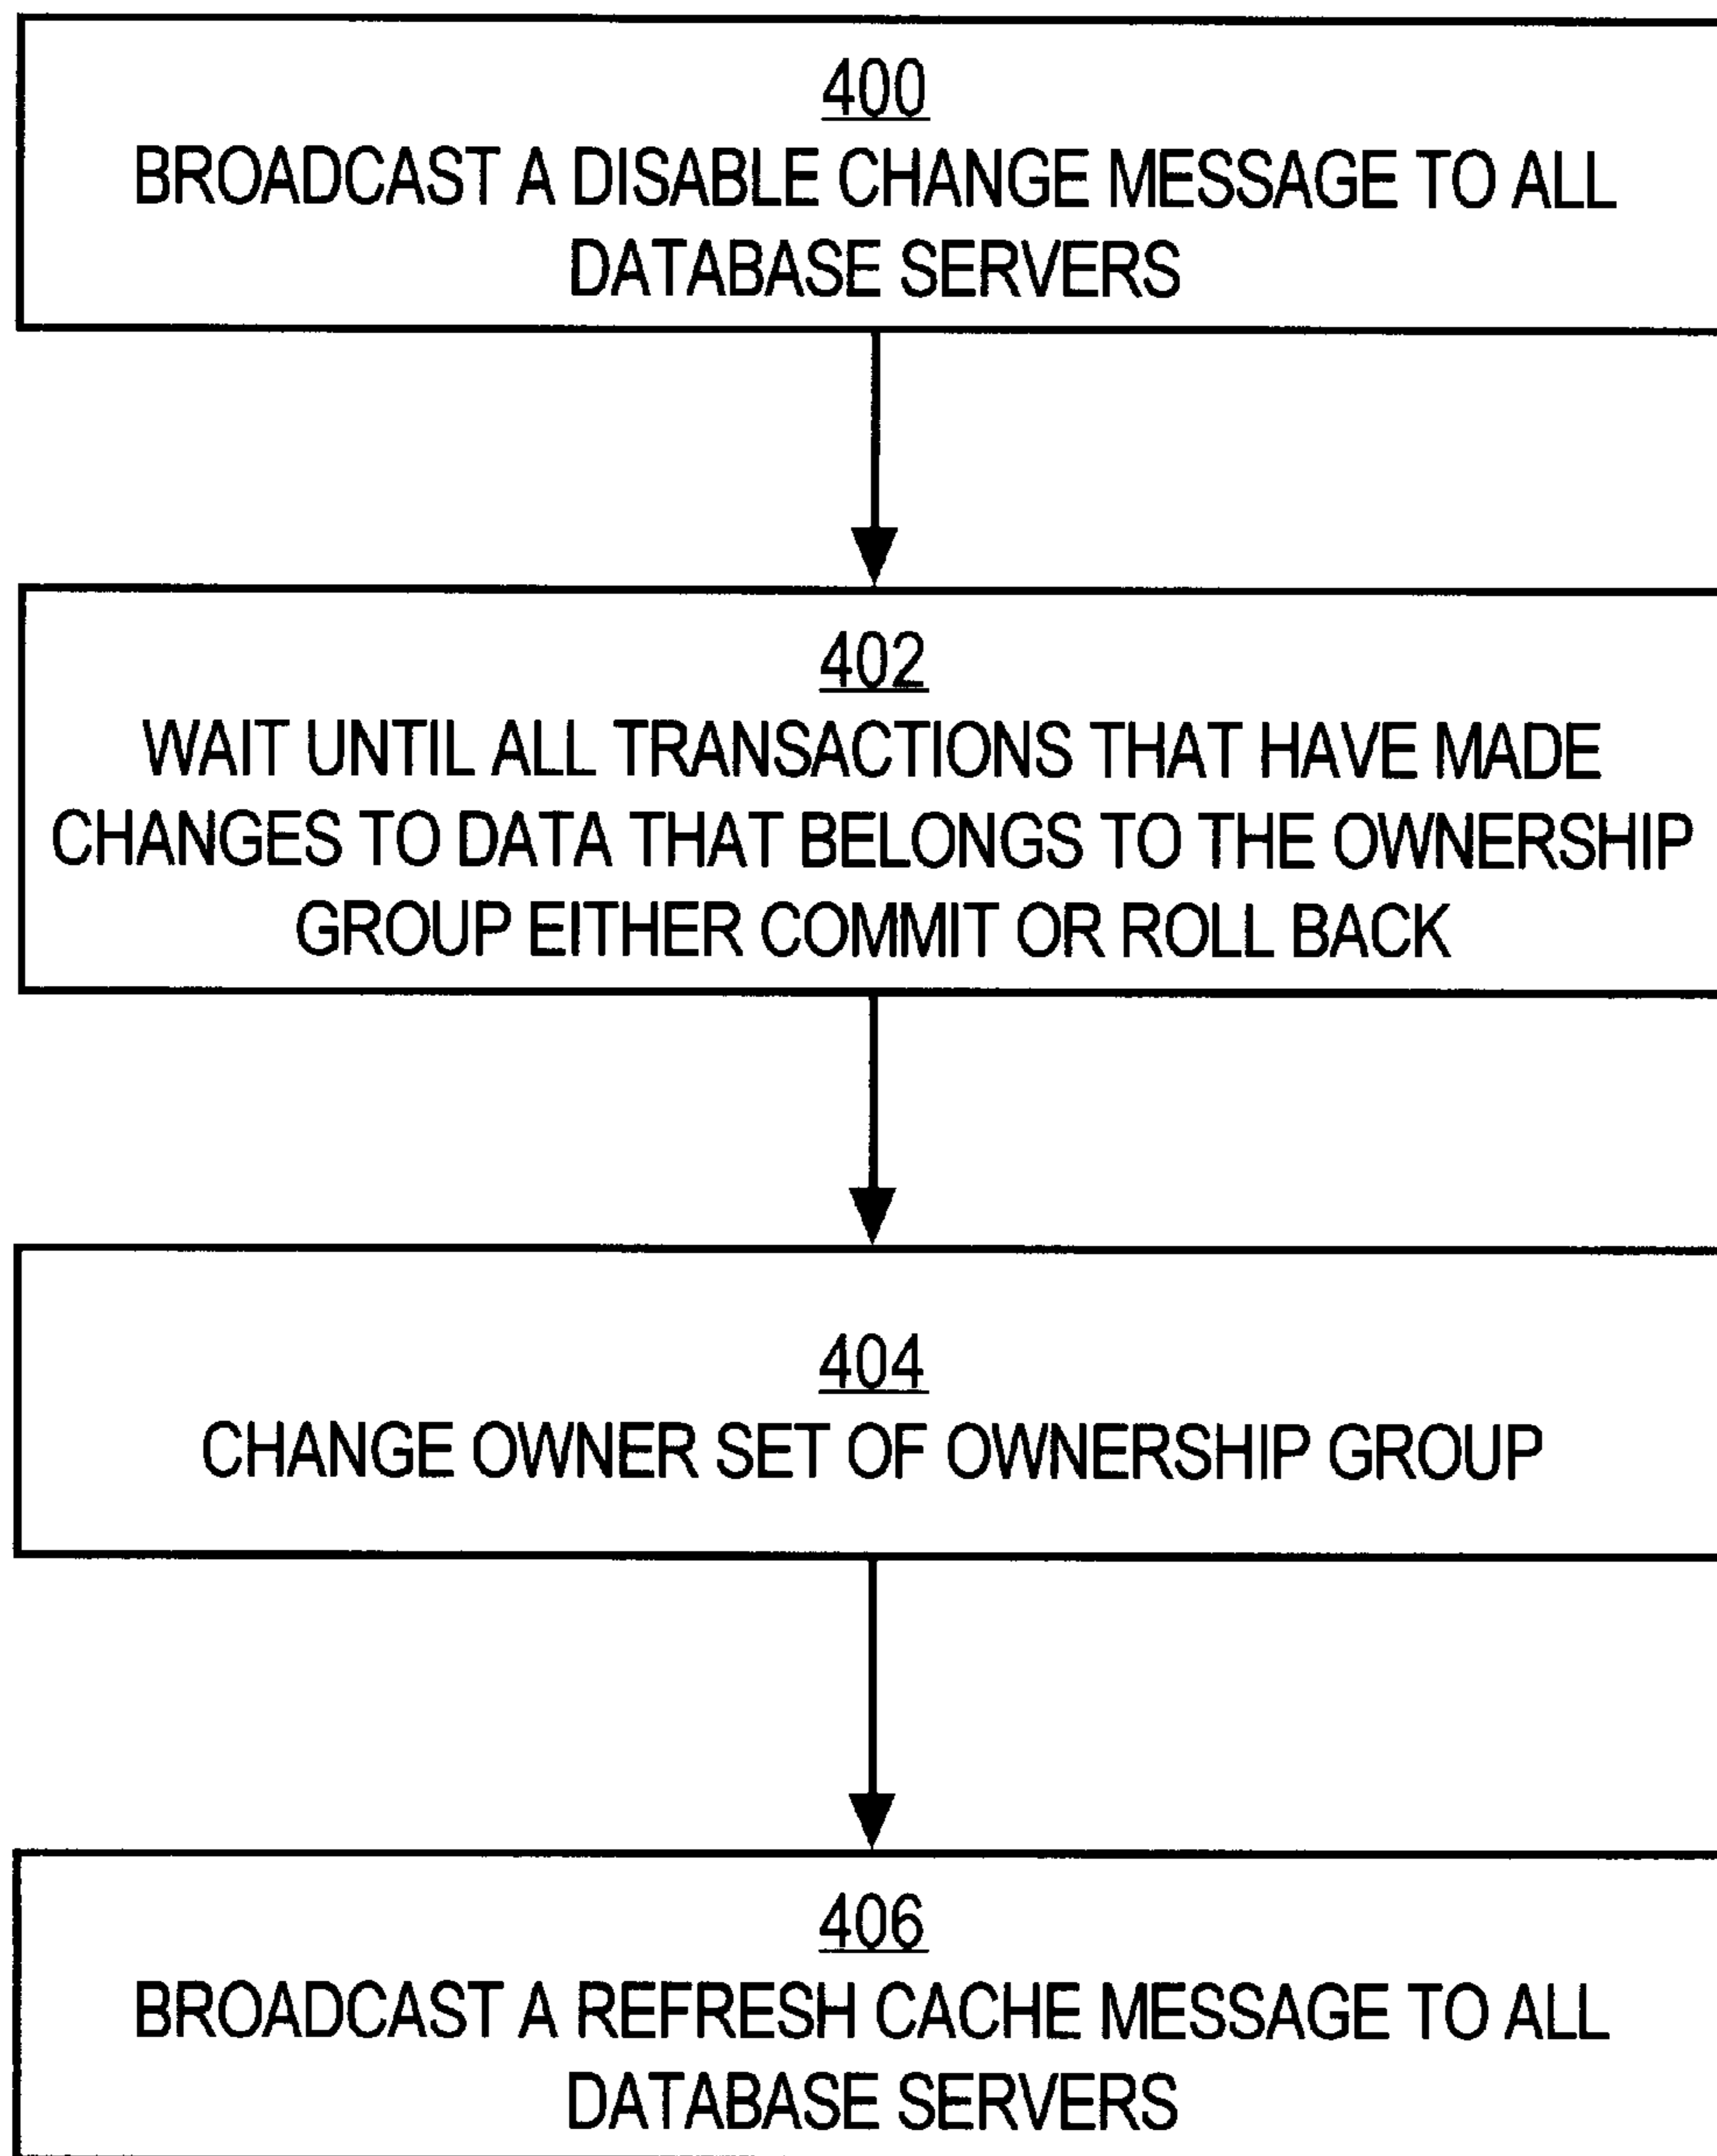 400
BROADCAST A DISABLE CHANGE MESSAGE TO ALL
DATABASE SERVERS
402
WAIT UNTIL ALL TRANSACTIONS THAT HAVE MADE
CHANGES TO DATA THAT BELONGS TO THE OWNERSHIP
GROUP EITHER COMMIT OR ROLL BACK
404
CHANGE OWNER SET OF OWNERSHIP GROUP
406
BROADCAST A REFRESH CACHE MESSAGE TO ALL
DATABASE SERVERS